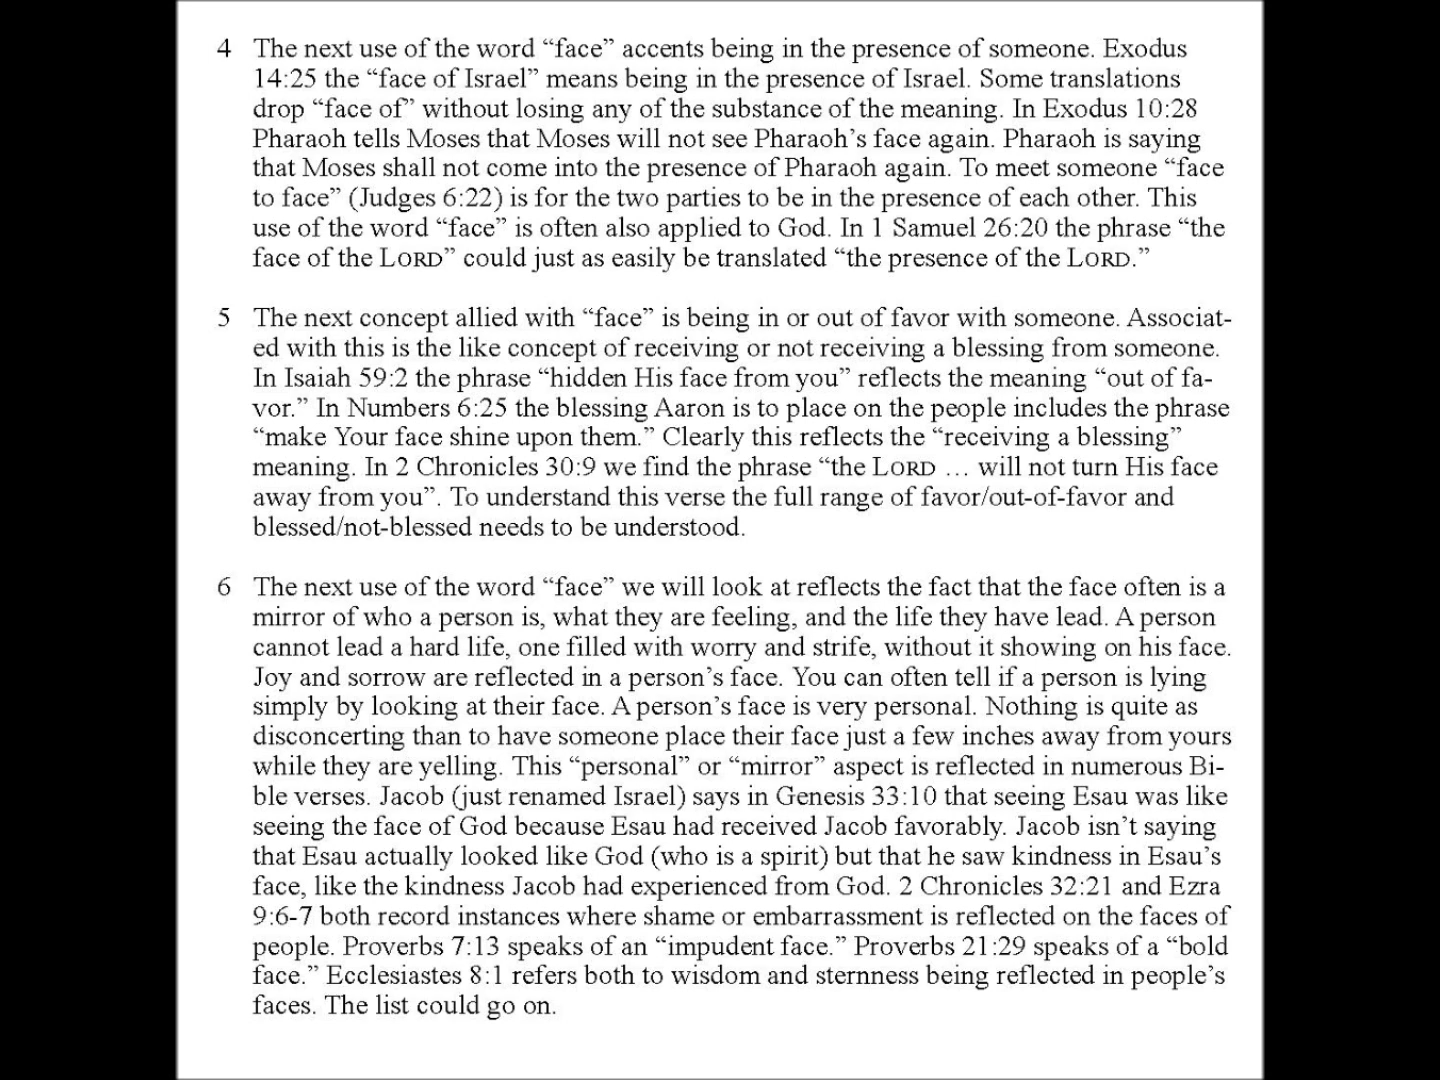 4 The next use of the word “face” accents being in the presence of someone. Exodus
14:25 the “face of Israel” means being in the presence of Israel. Some translations
drop “face of” without losing any of the substance of the meaning. In Exodus 10:28
Pharaoh tells Moses that Moses will not see Pharaoh’s face again. Pharaoh is saying
that Moses shall not come into the presence of Pharaoh again. To meet someone “face
to face” (Judges 6:22) is for the two parties to be in the presence of each other. This
use of the word “face” is often also applied to God. In 1 Samuel 26:20 the phrase “the
face of the LORD” could just as easily be translated “the presence of the LORD.”
5 The next concept allied with “face” is being in or out of favor with someone. Associat-
ed with this is the like concept of receiving or not receiving a blessing from someone.
In Isaiah 59:2 the phrase “hidden His face from you” reflects the meaning “out of fa-
vor.” In Numbers 6:25 the blessing Aaron is to place on the people includes the phrase
“make Your face shine upon them.” Clearly this reflects the “receiving a blessing”
meaning. In 2 Chronicles 30:9 we find the phrase “the LORD … will not turn His face
away from you”. To understand this verse the full range of favor/out-of-favor and
blessed/not-blessed needs to be understood.
6 The next use of the word “face” we will look at reflects the fact that the face often is a
mirror of who a person is, what they are feeling, and the life they have lead. A person
cannot lead a hard life, one filled with worry and strife, without it showing on his face.
Joy and sorrow are reflected in a person’s face. You can often tell if a person is lying
simply by looking at their face. A person’s face is very personal. Nothing is quite as
disconcerting than to have someone place their face just a few inches away from yours
while they are yelling. This “personal” or “mirror” aspect is reflected in numerous Bi-
ble verses. Jacob (just renamed Israel) says in Genesis 33:10 that seeing Esau was like
seeing the face of God because Esau had received Jacob favorably. Jacob isn’t saying
that Esau actually looked like God (who is a spirit) but that he saw kindness in Esau’s
face, like the kindness Jacob had experienced from God. 2 Chronicles 32:21 and Ezra
9:6-7 both record instances where shame or embarrassment is reflected on the faces of
people. Proverbs 7:13 speaks of an “impudent face.” Proverbs 21:29 speaks of a “bold
face.” Ecclesiastes 8:1 refers both to wisdom and sternness being reflected in people’s
faces. The list could go on.